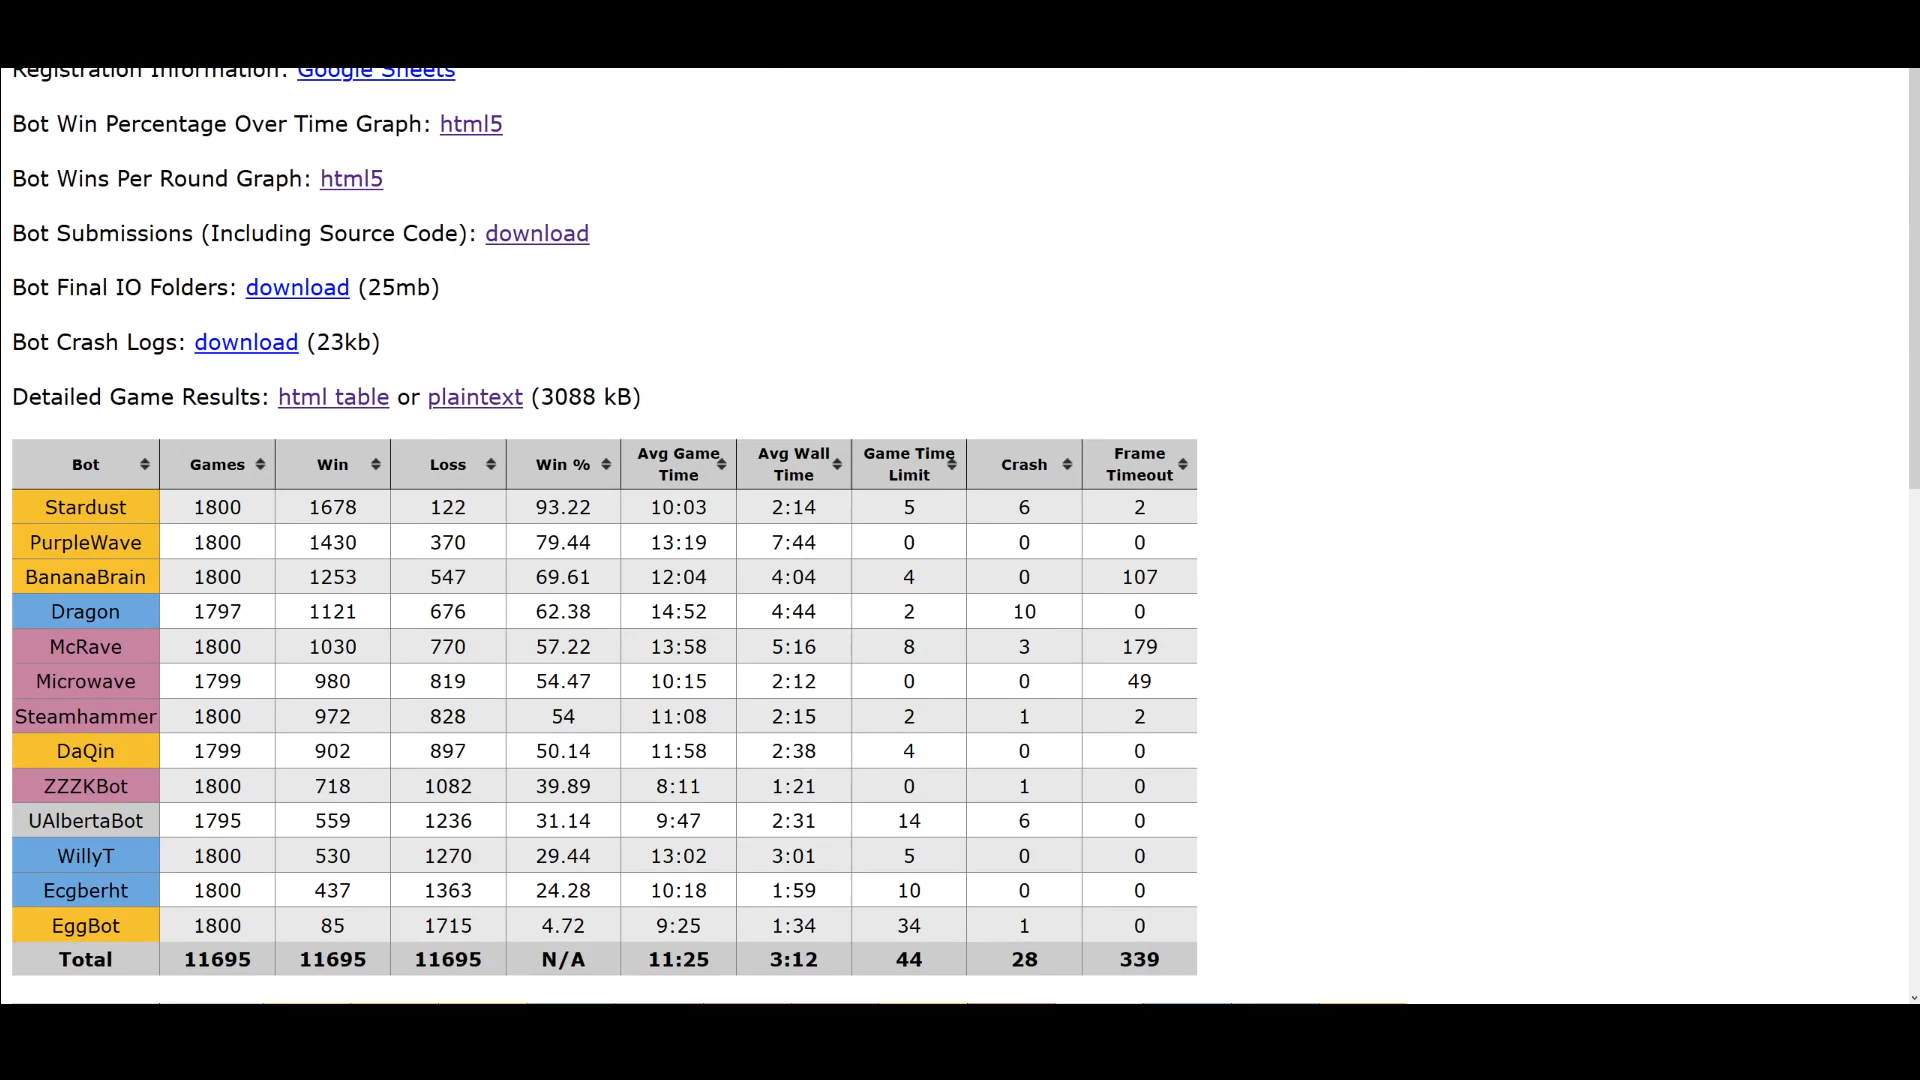 Registration Information: Google Sheets
Bot Win Percentage Over Time Graph: html5
Bot Wins Per Round Graph: html5
Bot Submissions (Including Source Code): download
Bot Final IO Folders: download (25mb)
Bot Crash Logs: download (23kb)
Detailed Game Results: html table or plaintext (3088 kB)
Bot Games Win Loss Win % Avg Game Time Avg Wall Time Game Time Limit Crash Frame Timeout
Stardust 1800 1678 122 93.22 10:03 2:14 5 6 2
PurpleWave 1800 1430 370 79.44 13:19 7:44 0 0 0
BananaBrain 1800 1253 547 69.61 12:04 4:04 4 0 107
Dragon 1797 1121 676 62.38 14:52 4:44 2 10 0
McRave 1800 1030 770 57.22 13:58 5:16 8 3 179
Microwave 1799 980 819 54.47 10:15 2:12 0 0 49
Steamhammer 1800 972 828 54 11:08 2:15 2 1 2
DaQin 1799 902 897 50.14 11:58 2:38 4 0 0
ZZZKBot 1800 718 1082 39.89 8:11 1:21 0 1 0
UAlbertaBot 1795 559 1236 31.14 9:47 2:31 14 6 0
WillyT 1800 530 1270 29.44 13:02 3:01 5 0 0
Ecgberht 1800 437 1363 24.28 10:18 1:59 10 0 0
EggBot 1800 85 1715 4.72 9:25 1:34 34 1 0
Total 11695 11695 11695 N/A 11:25 3:12 44 28 339